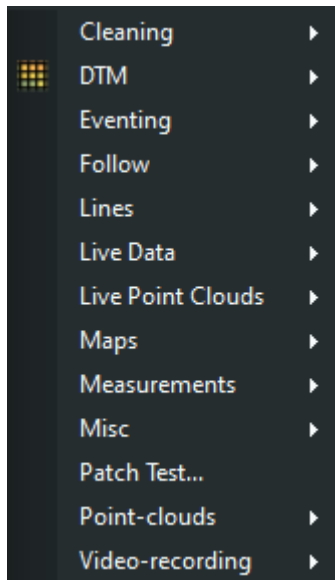 Cleaning
DTM
Eventing
Follow
Lines
Live Data
Live Point Clouds
Maps
Measurements
Misc
Patch Test...
Point-clouds
Video-recording